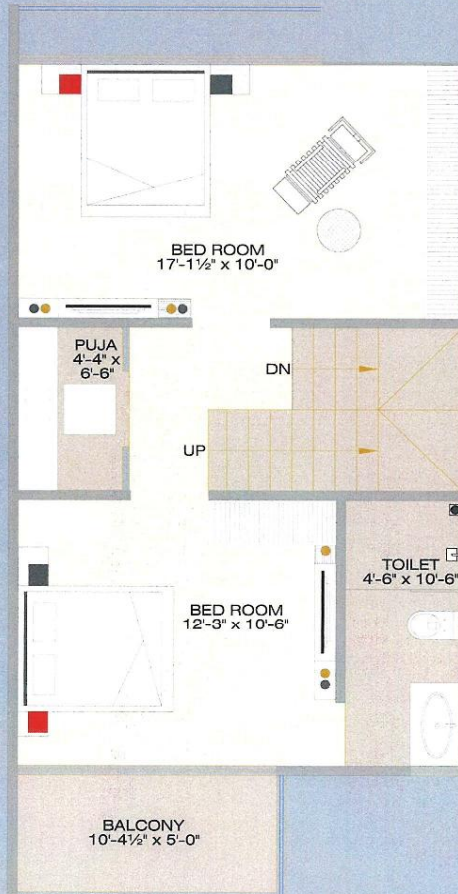 BED ROOM
17'-1½" x 10'-0"
PUJA
4'-4" x
6'-6"
DN
UP
TOILET
4'-6" x 10'-6"
BED ROOM
12'-3" x 10'-6"
BALCONY
10'-4½" x 5'-0"